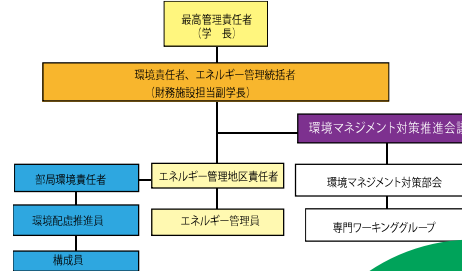 最高管理責任者
(学　長)
環境責任者、エネルギー管理統括者
(財務施設担当副学長)
環境マネジメント対策推進会議
部局環境責任者
エネルギー管理地区責任者
環境マネジメント対策部会
環境配慮推進員
エネルギー管理員
専門ワーキンググループ
構成員